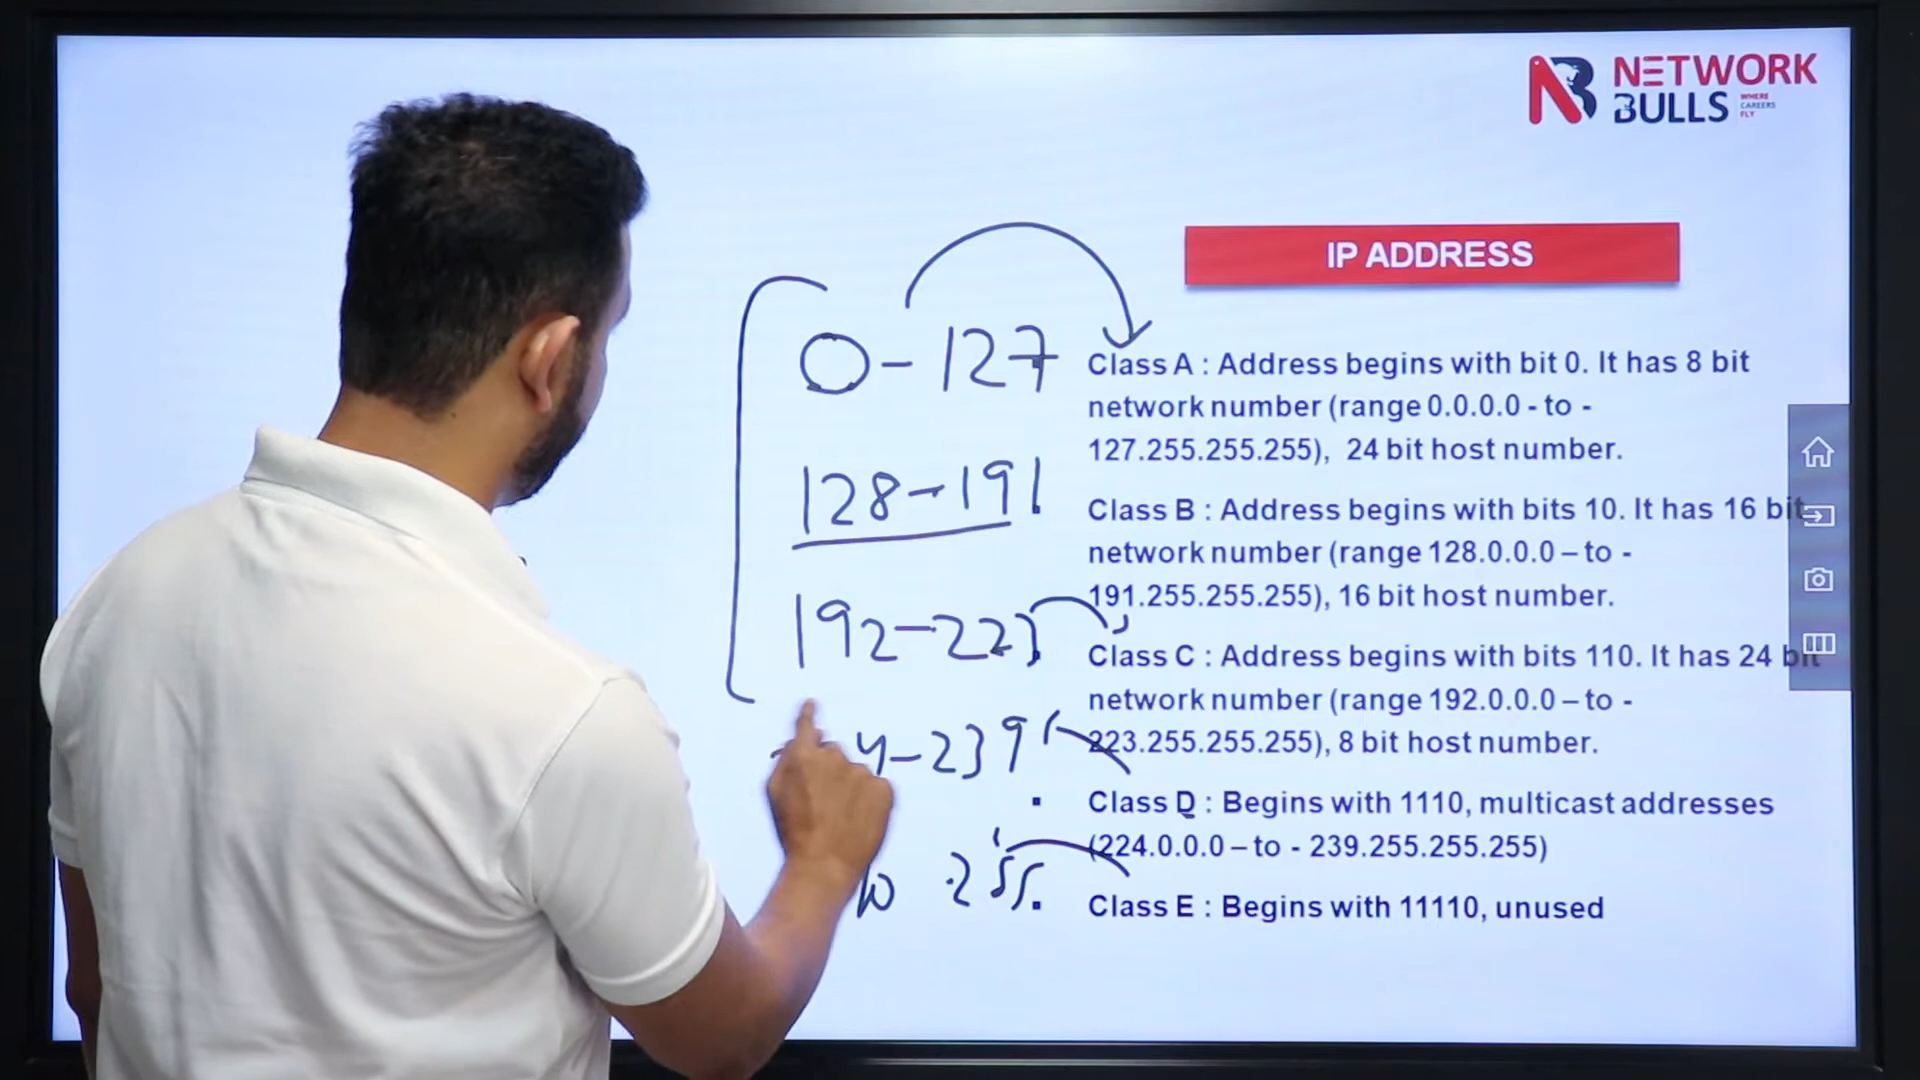 NETWORK
BULLS
WHERE
CAREERS
FLY
IP ADDRESS
0 - 127
Class A : Address begins with bit 0. It has 8 bit
network number (range 0.0.0.0 - to -
127.255.255.255), 24 bit host number.
128 - 191
Class B : Address begins with bits 10. It has 16 bit
network number (range 128.0.0.0 – to -
191.255.255.255), 16 bit host number.
192 - 223
Class C : Address begins with bits 110. It has 24 bit
network number (range 192.0.0.0 – to -
223.255.255.255), 8 bit host number.
4 - 239
Class D : Begins with 1110, multicast addresses
(224.0.0.0 – to - 239.255.255.255)
255
Class E : Begins with 11110, unused